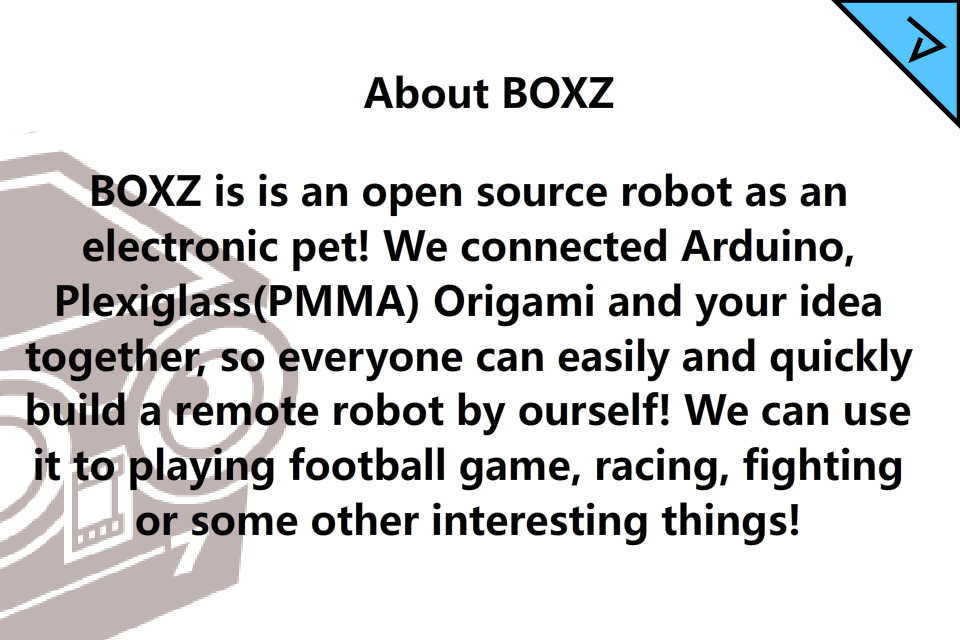 About BOXZ
BOXZ is is an open source robot as an
electronic pet! We connected Arduino,
Plexiglass(PMMA) Origami and your idea
together, so everyone can easily and quickly
build a remote robot by ourself! We can use
it to playing football game, racing, fighting
or some other interesting things!